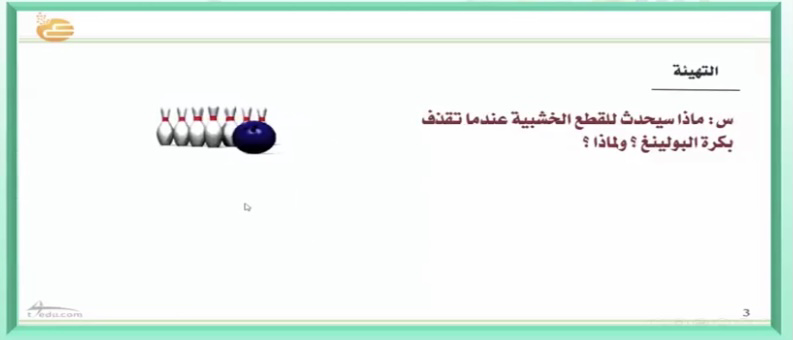 التهيئة
س : ماذا سيحدث للقطع الخشبية عندما تقذف
بكرة البولينغ ؟ ولماذا ؟
3